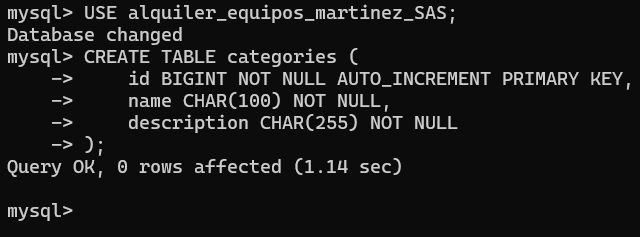 mysql> USE alquiler_equipos_martinez_SAS;
Database changed
mysql> CREATE TABLE categories (
    ->     id BIGINT NOT NULL AUTO_INCREMENT PRIMARY KEY,
    ->     name CHAR(100) NOT NULL,
    ->     description CHAR(255) NOT NULL
    -> );
Query OK, 0 rows affected (1.14 sec)
mysql>